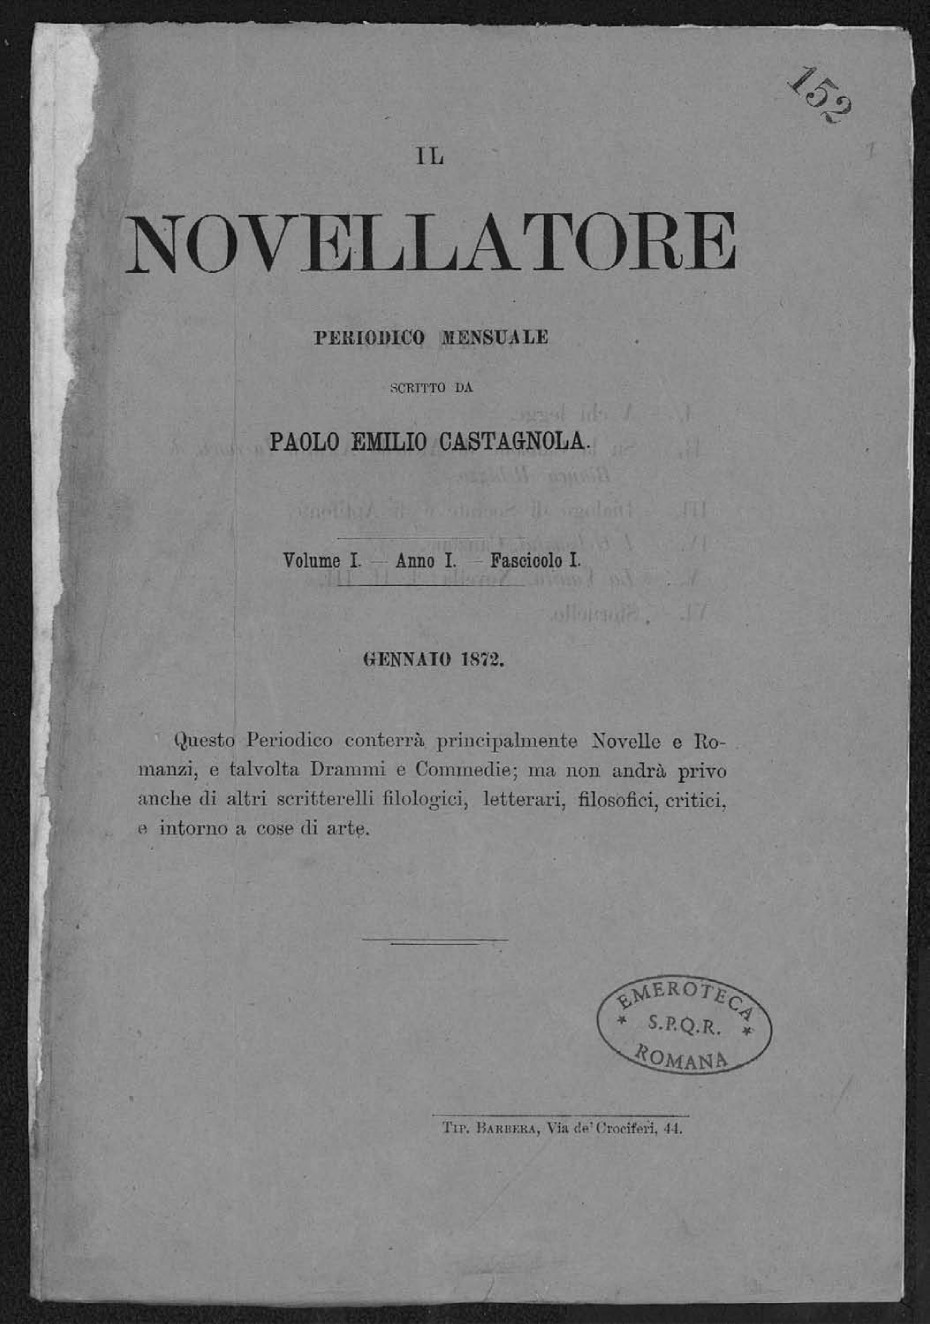 152
IL
NOVELLATORE
PERIODICO MENSUALE
SCRITTO DA
PAOLO EMILIO CASTAGNOLA.
Volume I. — Anno I. — Fascicolo I.
GENNAIO 1872.
Questo Periodico conterrà principalmente Novelle e Ro-
manzi, e talvolta Drammi e Commedie; ma non andrà privo
anche di altri scritterelli filologici, letterari, filosofici, critici,
e intorno a cose di arte.
EMEROTECA
* S.P.Q.R. *
ROMANA
TIP. BARBERA, Via de' Crociferi, 44.